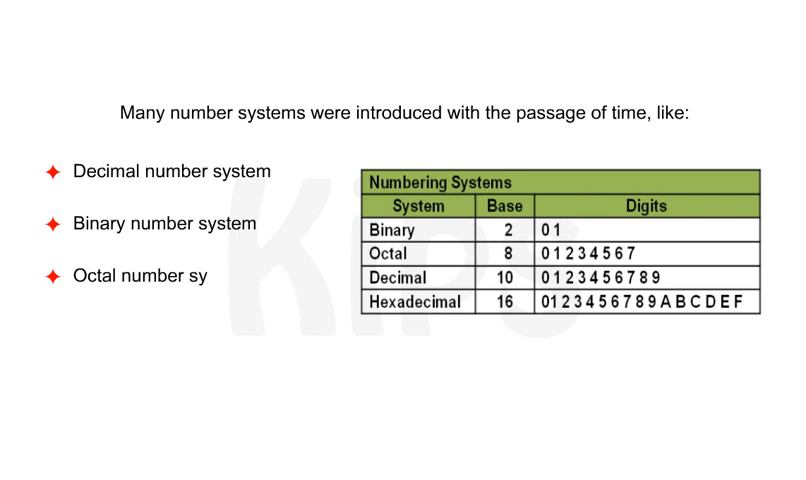 Many number systems were introduced with the passage of time, like:
Decimal number system
Binary number system
Octal number sy
Numbering Systems
System Base Digits
Binary 2 0 1
Octal 8 0 1 2 3 4 5 6 7
Decimal 10 0 1 2 3 4 5 6 7 8 9
Hexadecimal 16 0 1 2 3 4 5 6 7 8 9 A B C D E F
Kips